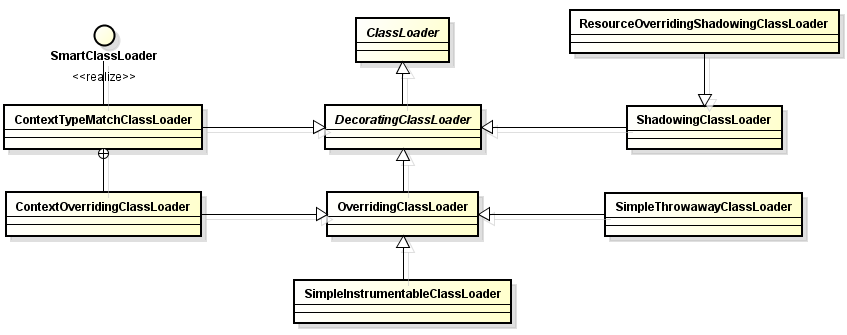 ClassLoader
ResourceOverridingShadowingClassLoader
SmartClassLoader
<<realize>>
ContextTypeMatchClassLoader
DecoratingClassLoader
ShadowingClassLoader
ContextOverridingClassLoader
OverridingClassLoader
SimpleThrowawayClassLoader
SimpleInstrumentableClassLoader